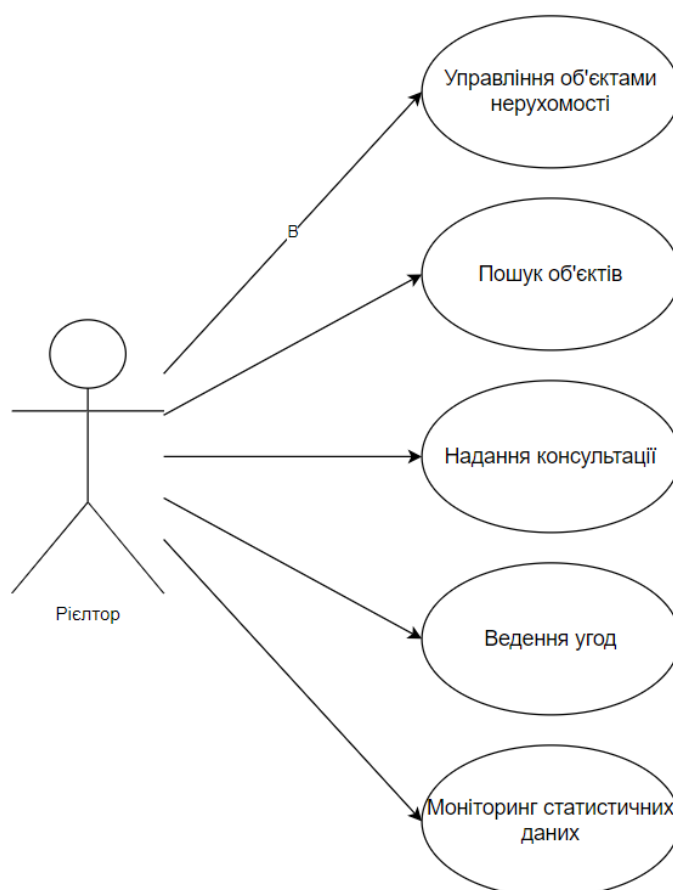 Управління об'єктами
нерухомості
В
Пошук об'єктів
Надання консультації
Рієлтор
Ведення угод
Моніторинг статистичних
даних